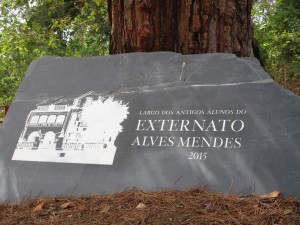 LARGO DOS ANTIGOS ALUNOS DO
EXTERNATO
ALVES MENDES
2015